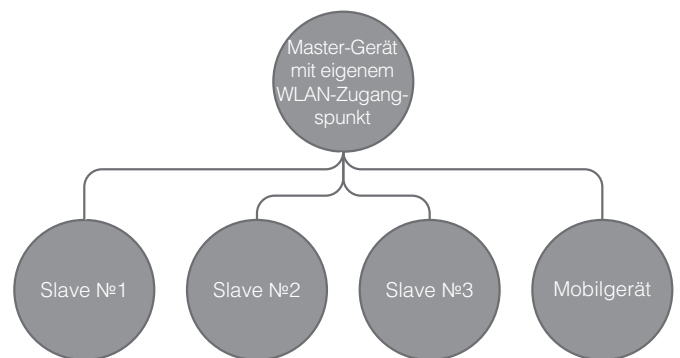 Master-Gerät
mit eigenem
WLAN-Zugang-
spunkt
Slave №1
Slave №2
Slave №3
Mobilgerät